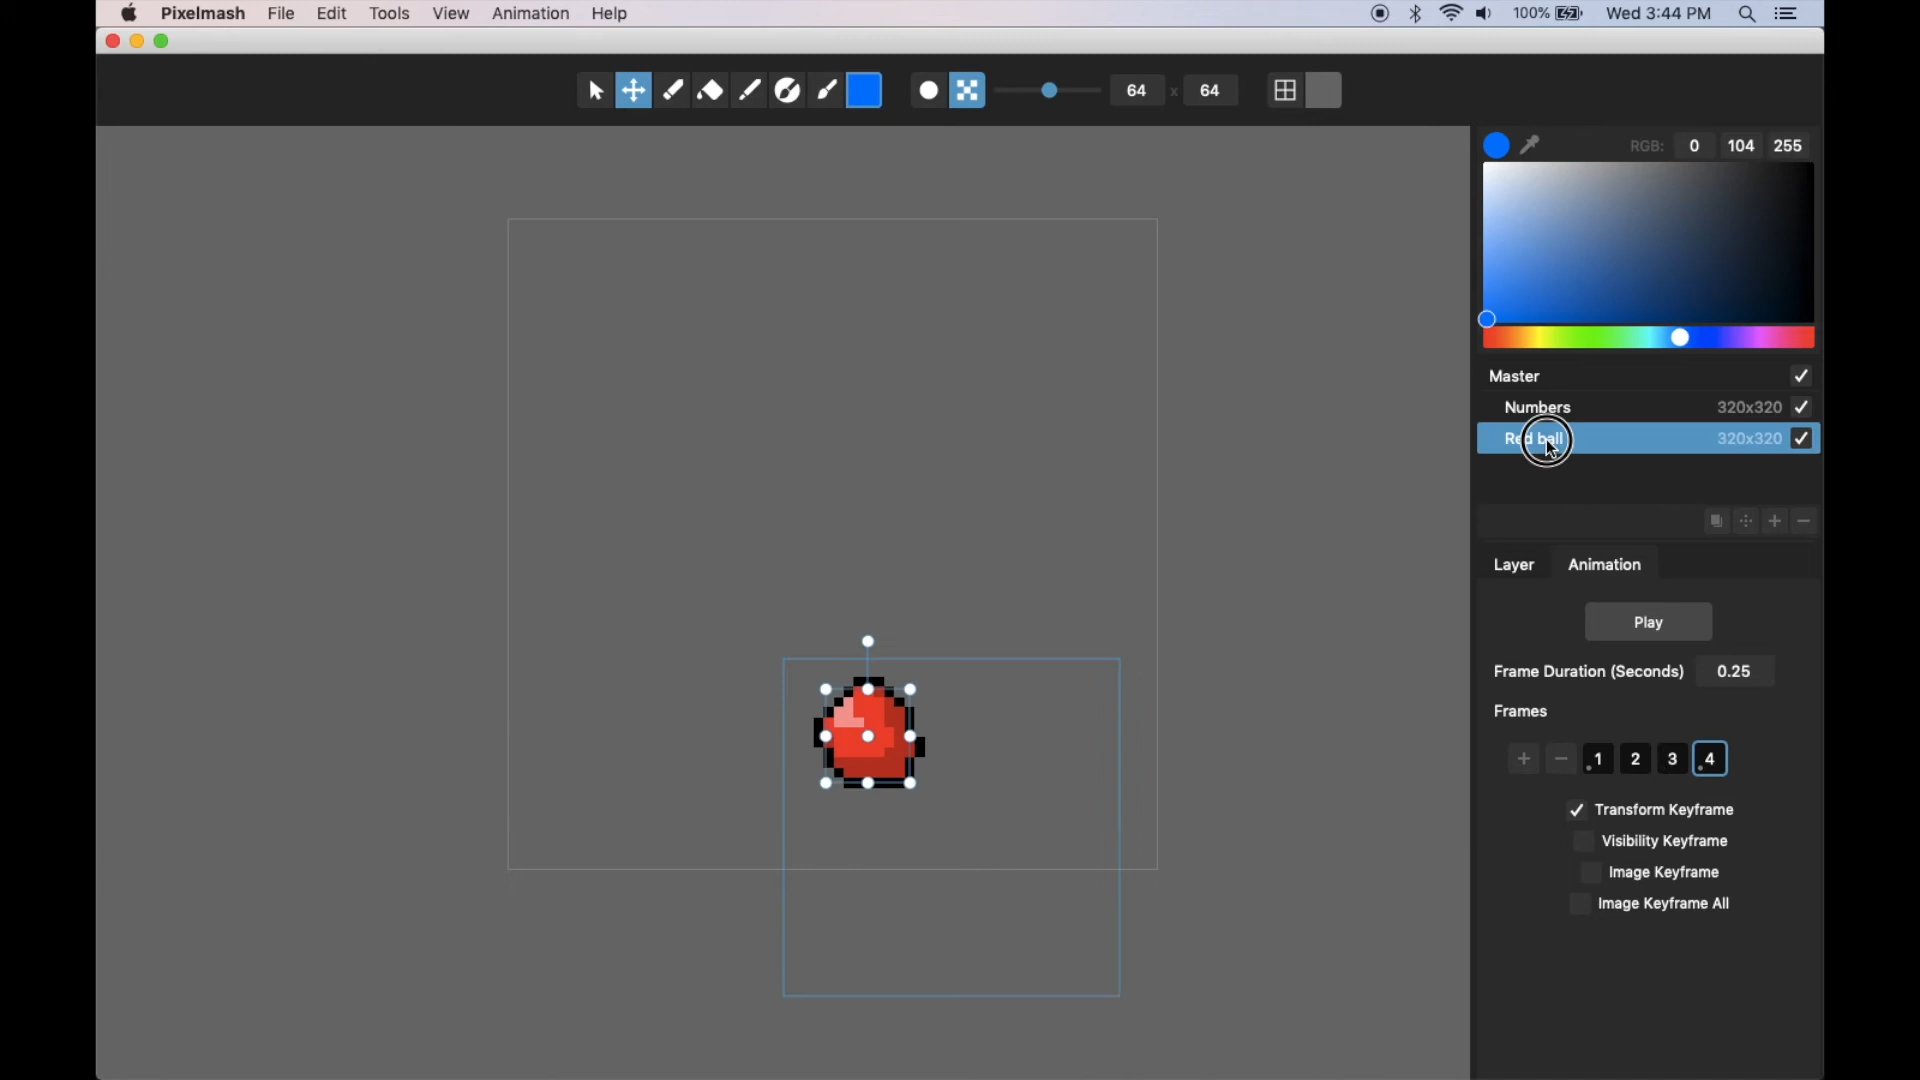 Pixelmash File Edit Tools View Animation Help 100% Wed 3:44 PM
64 x 64
RGB: 0 104 255
Master
Numbers 320x320
Red ball 320x320
Layer Animation
Play
Frame Duration (Seconds) 0.25
Frames
+ − 1 2 3 4
Transform Keyframe
Visibility Keyframe
Image Keyframe
Image Keyframe All